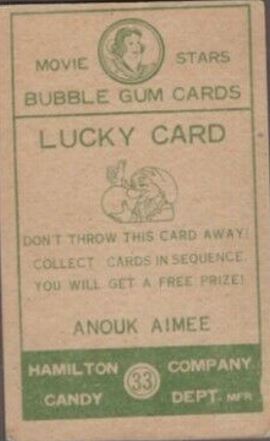 MOVIE STARS
BUBBLE GUM CARDS
LUCKY CARD
DON'T THROW THIS CARD AWAY!
COLLECT CARDS IN SEQUENCE.
YOU WILL GET A FREE PRIZE!
ANOUK AIMEE
HAMILTON 33 COMPANY
CANDY DEPT. MFR